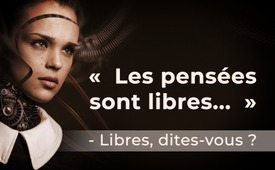 «  Les pensées
sont libres...  »
- Libres, dites-vous ?